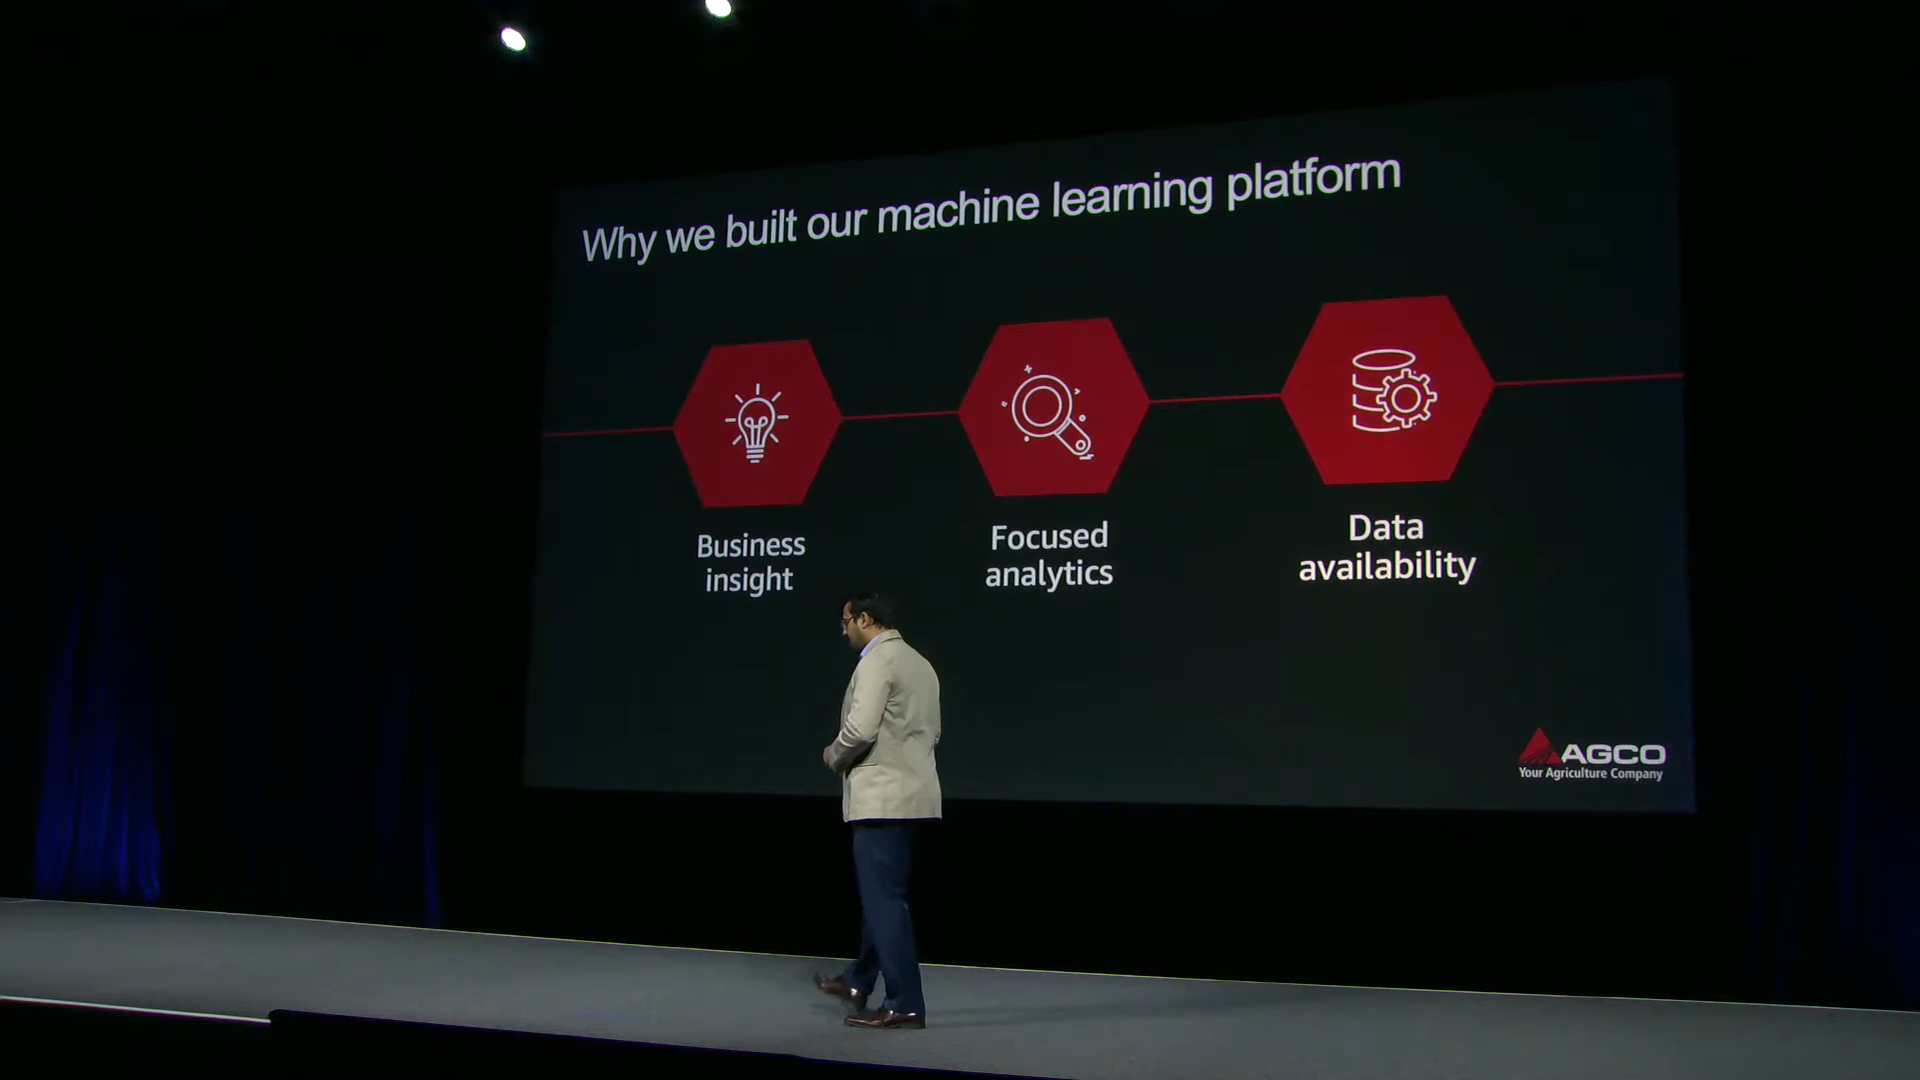 Why we built our machine learning platform
Business
insight
Focused
analytics
Data
availability
AGCO
Your Agriculture Company